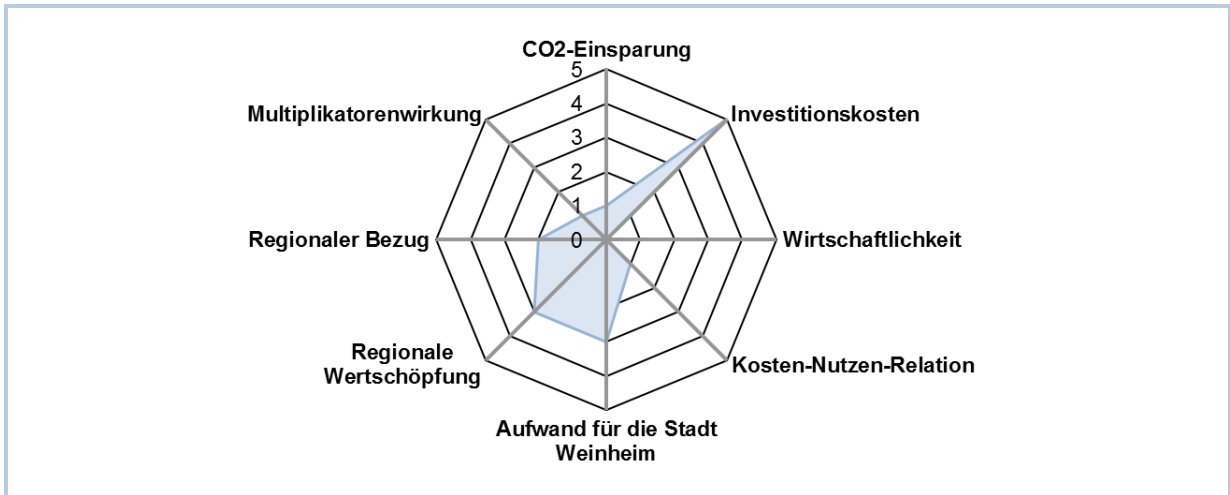 CO2-Einsparung
5
4
3
2
1
0
Investitionskosten
Wirtschaftlichkeit
Kosten-Nutzen-Relation
Aufwand für die Stadt
Weinheim
Regionale
Wertschöpfung
Regionaler Bezug
Multiplikatorenwirkung